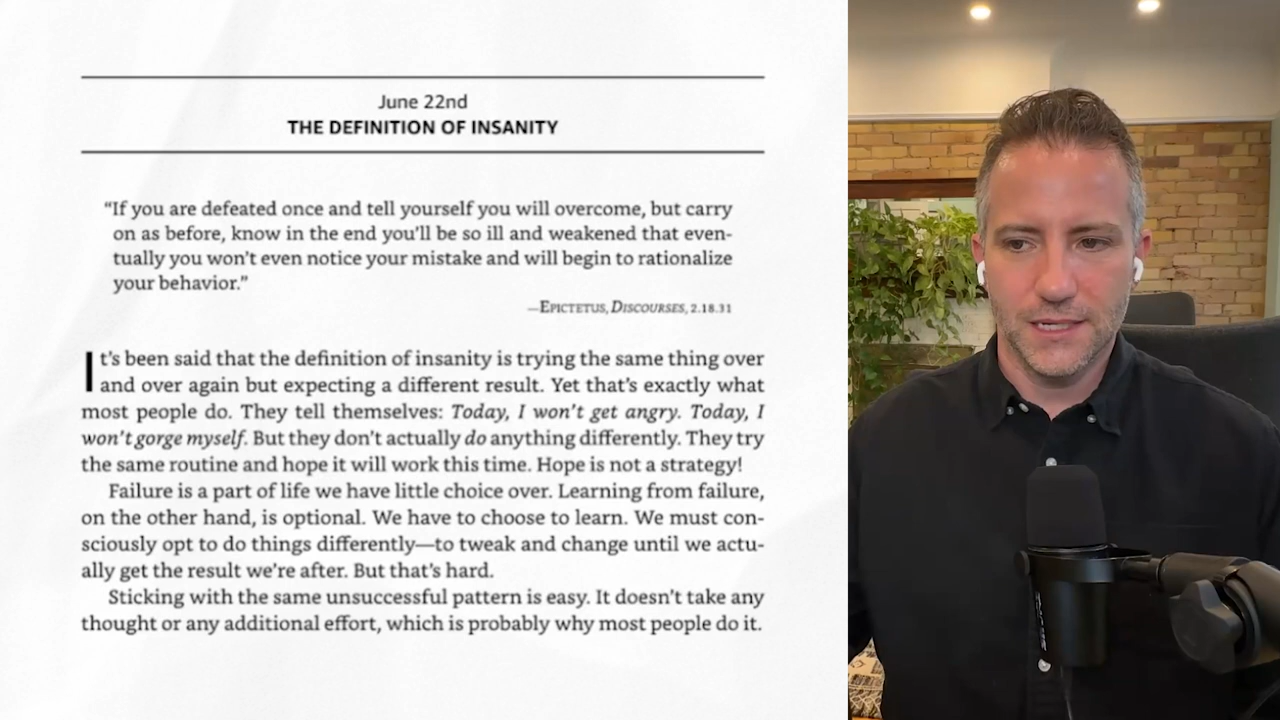 June 22nd
THE DEFINITION OF INSANITY
“If you are defeated once and tell yourself you will overcome, but carry
on as before, know in the end you’ll be so ill and weakened that even-
tually you won’t even notice your mistake and will begin to rationalize
your behavior.”
—EPICTETUS, DISCOURSES, 2.18.31
It’s been said that the definition of insanity is trying the same thing over
and over again but expecting a different result. Yet that’s exactly what
most people do. They tell themselves: Today, I won’t get angry. Today, I
won’t gorge myself. But they don’t actually do anything differently. They try
the same routine and hope it will work this time. Hope is not a strategy!
Failure is a part of life we have little choice over. Learning from failure,
on the other hand, is optional. We have to choose to learn. We must con-
sciously opt to do things differently—to tweak and change until we actu-
ally get the result we’re after. But that’s hard.
Sticking with the same unsuccessful pattern is easy. It doesn’t take any
thought or any additional effort, which is probably why most people do it.